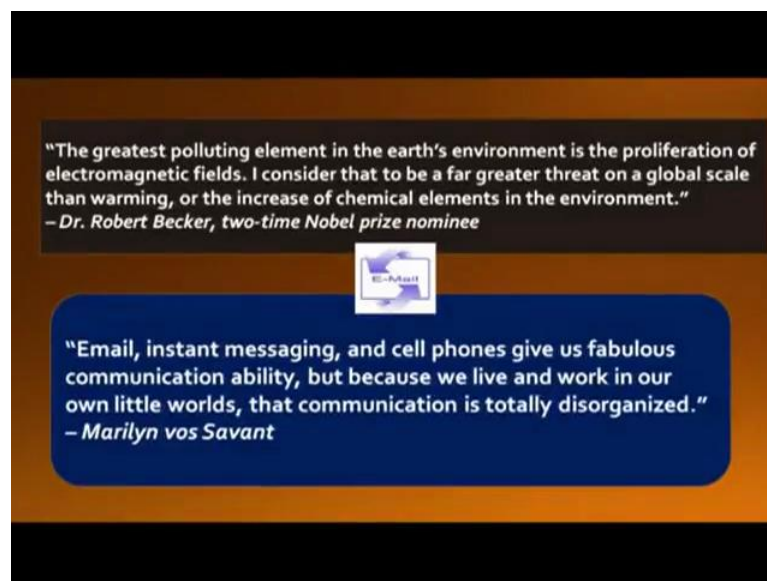 “The greatest polluting element in the earth’s environment is the proliferation of
electromagnetic fields. I consider that to be a far greater threat on a global scale
than warming, or the increase of chemical elements in the environment.”
– Dr. Robert Becker, two-time Nobel prize nominee
E-Mail
“Email, instant messaging, and cell phones give us fabulous
communication ability, but because we live and work in our
own little worlds, that communication is totally disorganized.”
– Marilyn vos Savant